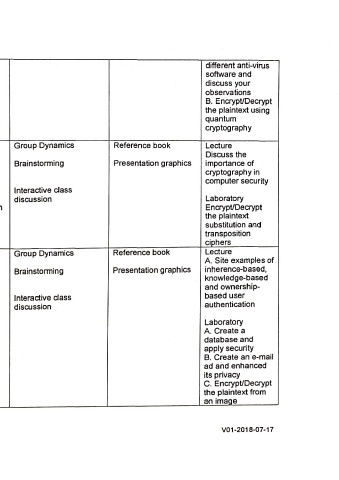 different anti-virus
software and
discuss your
observations
B. Encrypt/Decrypt
the plaintext using
quantum
cryptography
Group Dynamics
Brainstorming
Interactive class
discussion
Reference book
Presentation graphics
Lecture
Discuss the
importance of
cryptography in
computer security
Laboratory
Encrypt/Decrypt
the plaintext
substitution and
transposition
ciphers
Group Dynamics
Brainstorming
Interactive class
discussion
Reference book
Presentation graphics
Lecture
A. Site examples of
inherence-based,
knowledge-based
and ownership-
based user
authentication
Laboratory
A. Create a
database and
apply security
B. Create an e-mail
ad and enhanced
its privacy
C. Encrypt/Decrypt
the plaintext from
an image
V01-2018-07-17